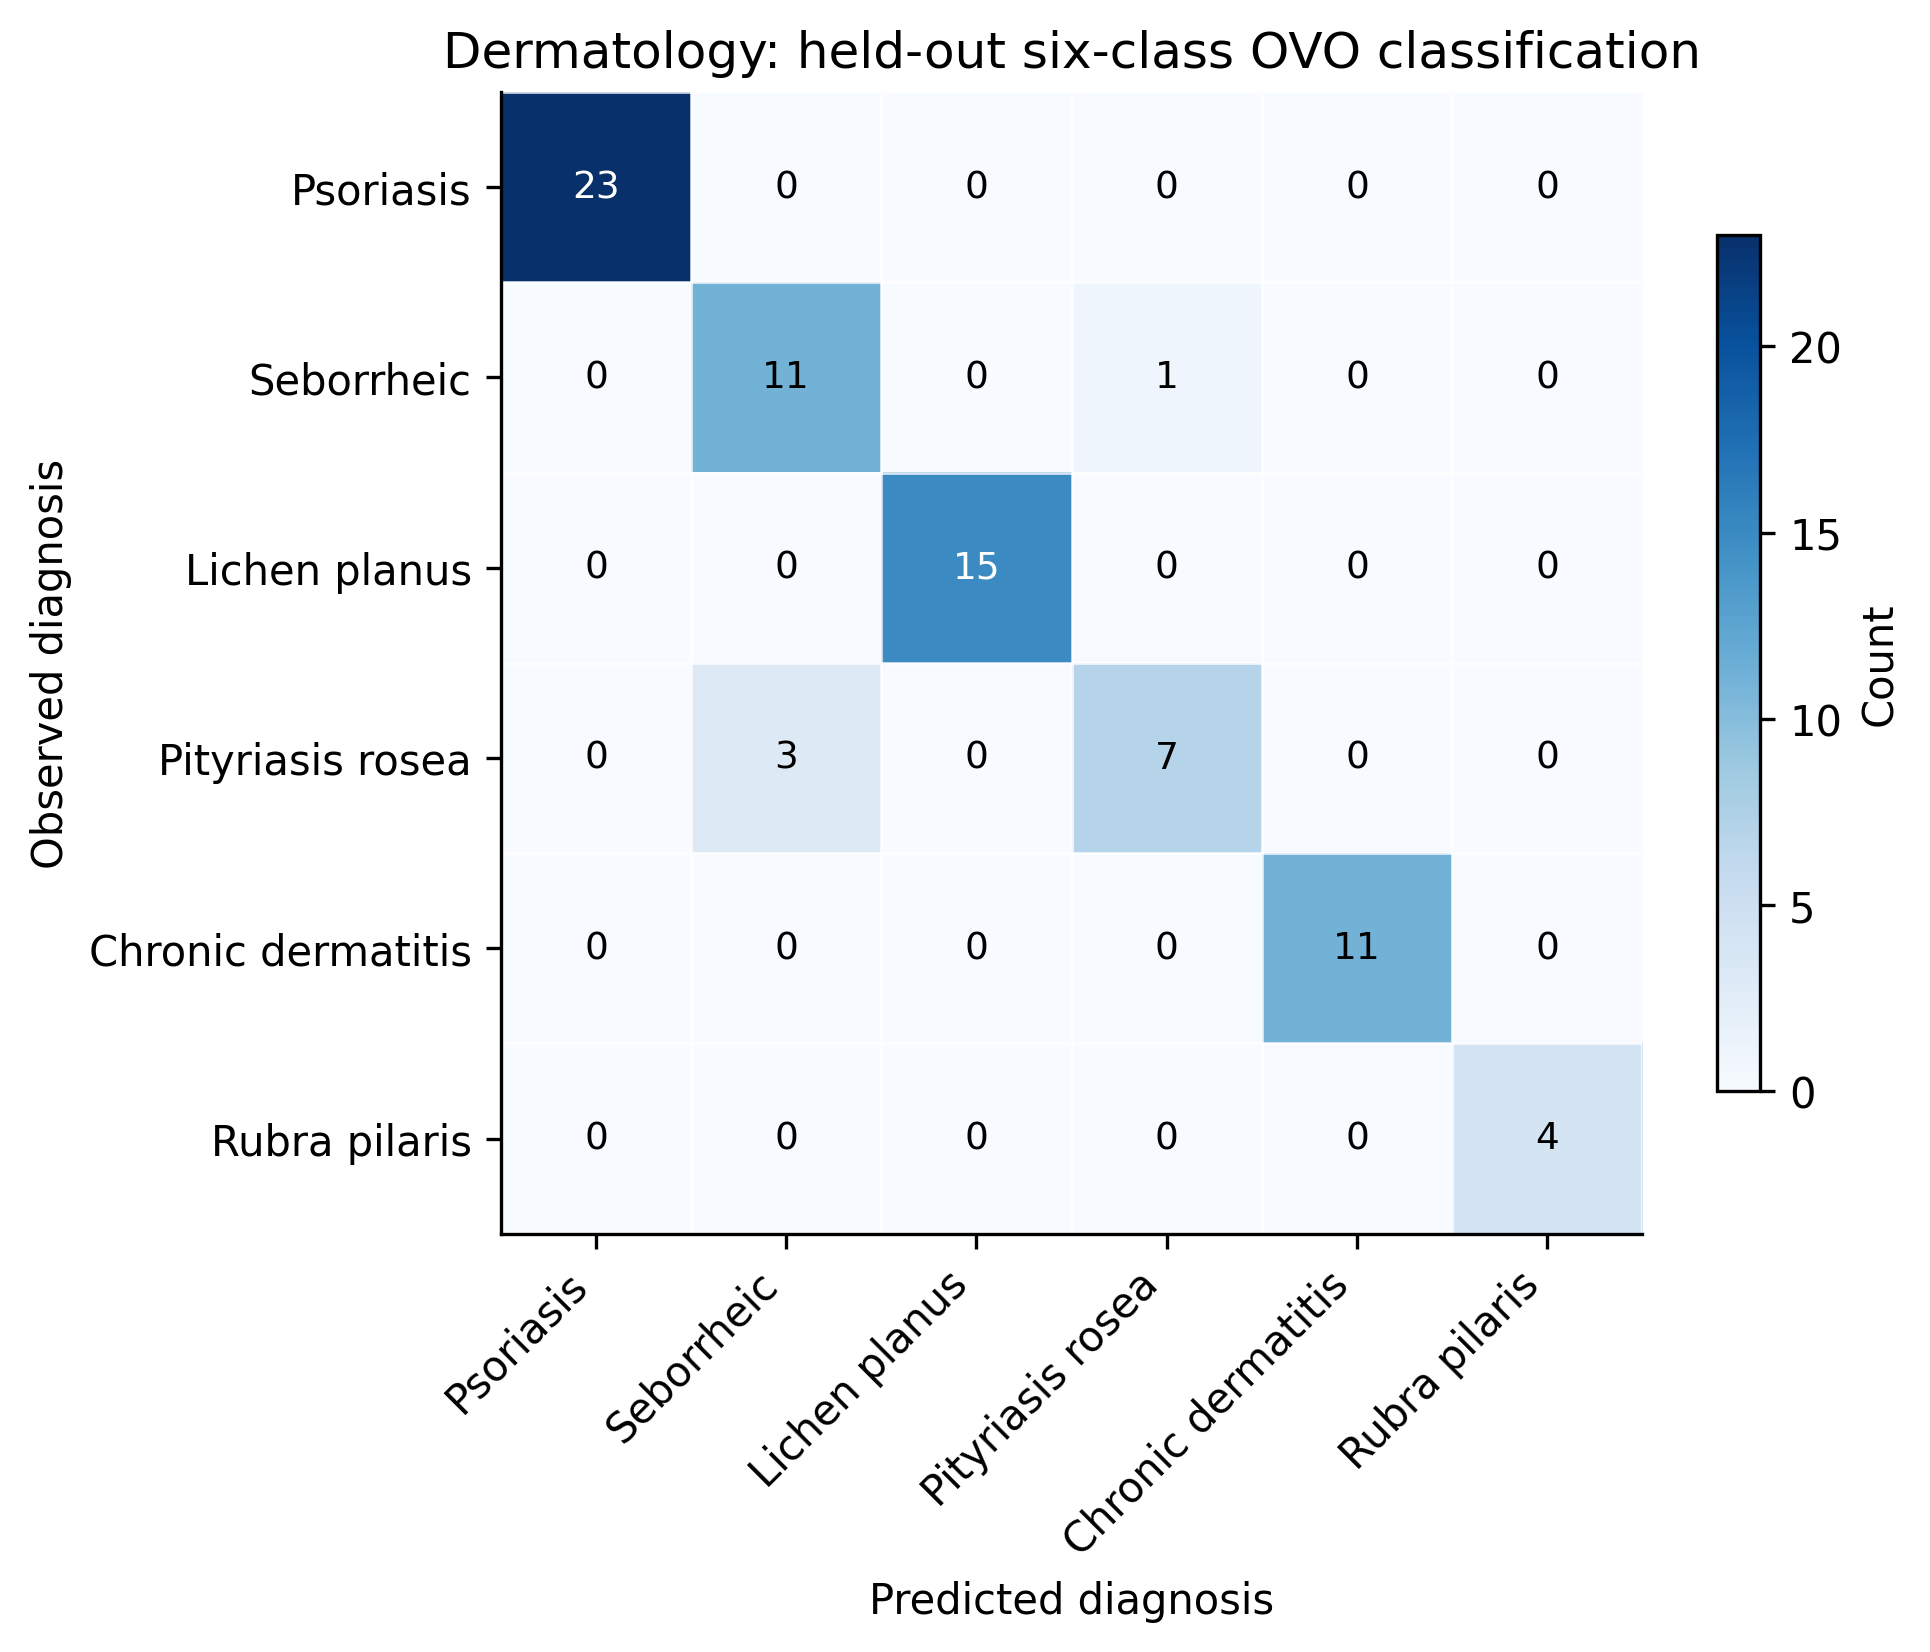 Dermatology: held-out six-class OVO classification
Psoriasis 23 0 0 0 0 0
Seborrheic 0 11 0 1 0 0
Lichen planus 0 0 15 0 0 0
Pityriasis rosea 0 3 0 7 0 0
Chronic dermatitis 0 0 0 0 11 0
Rubra pilaris 0 0 0 0 0 4
Observed diagnosis
Psoriasis
Seborrheic
Lichen planus
Pityriasis rosea
Chronic dermatitis
Rubra pilaris
Predicted diagnosis
20
15
10
5
0
Count